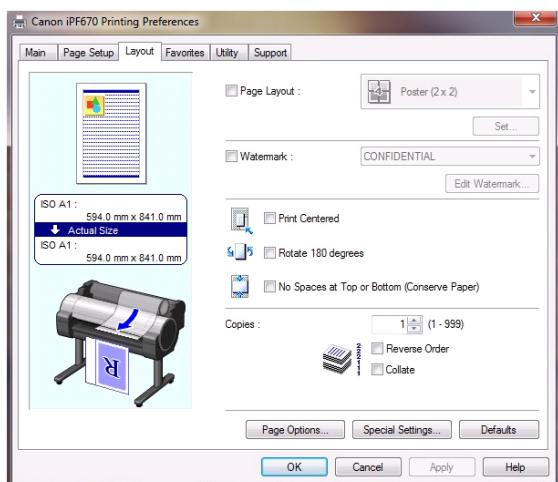 Canon iPF670 Printing Preferences
Main Page Setup Layout Favorites Utility Support
Page Layout :
Poster (2 x 2)
Set...
Watermark :
CONFIDENTIAL
Edit Watermark...
ISO A1 :
594.0 mm x 841.0 mm
Actual Size
ISO A1 :
594.0 mm x 841.0 mm
Print Centered
Rotate 180 degrees
No Spaces at Top or Bottom (Conserve Paper)
Copies :
1 (1 - 999)
Reverse Order
Collate
R
Page Options... Special Settings... Defaults
OK Cancel Apply Help